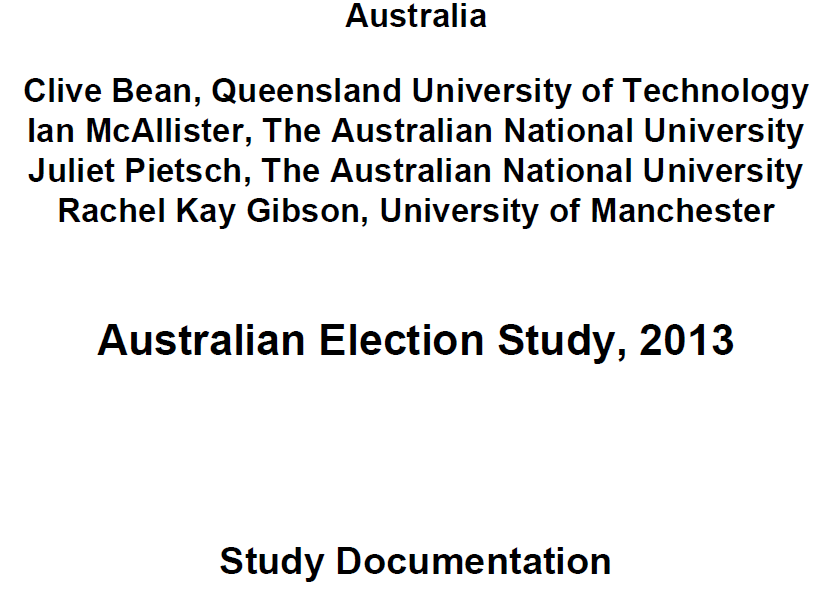 Australia
Clive Bean, Queensland University of Technology
Ian McAllister, The Australian National University
Juliet Pietsch, The Australian National University
Rachel Kay Gibson, University of Manchester
Australian Election Study, 2013
Study Documentation